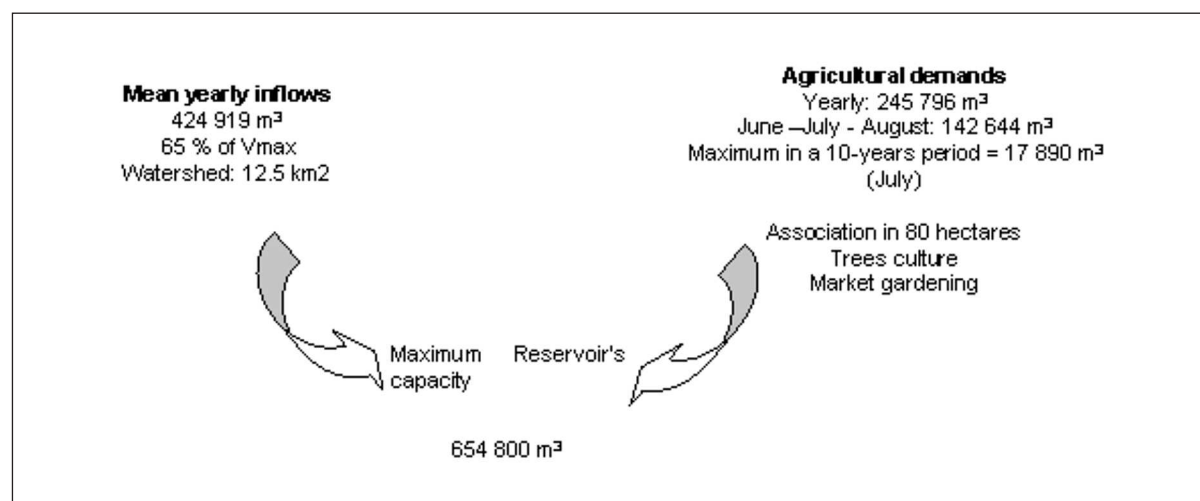 Mean yearly inflows
424 919 m³
65 % of Vmax
Watershed: 12.5 km2
Agricultural demands
Yearly: 245 796 m³
June –July - August: 142 644 m³
Maximum in a 10-years period = 17 890 m³
(July)
Association in 80 hectares
Trees culture
Market gardening
Maximum Reservoir's
capacity
654 800 m³